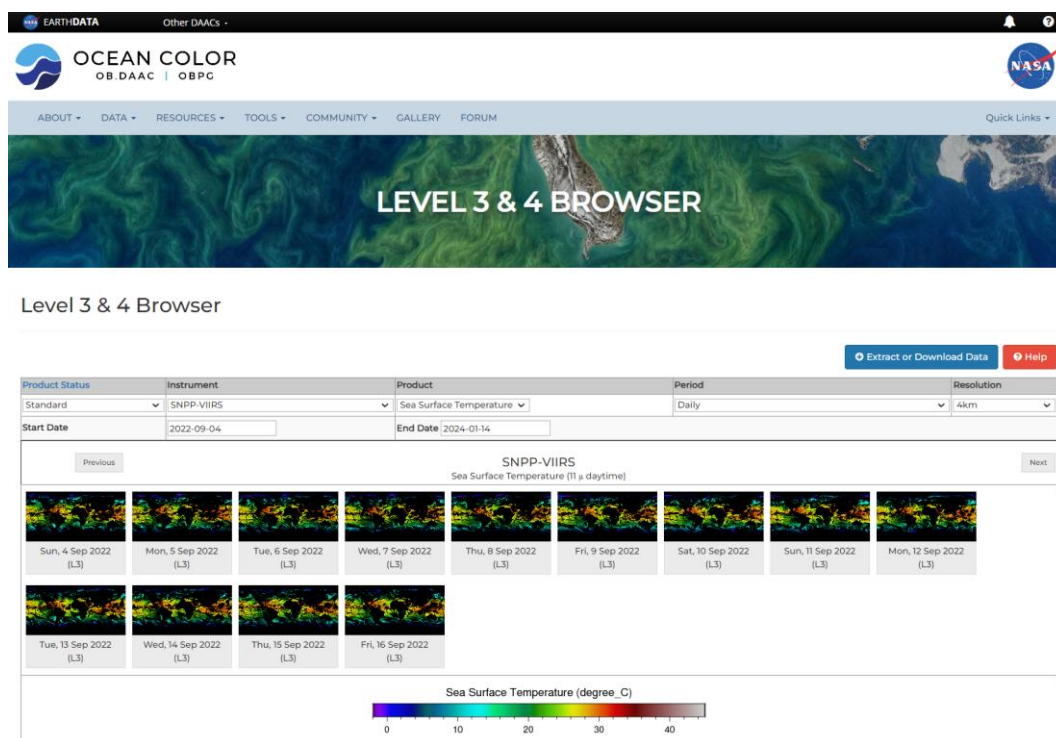 EARTHDATA Other DAACs
OCEAN COLOR
OB.DAAC | OBPG
NASA
ABOUT DATA RESOURCES TOOLS COMMUNITY GALLERY FORUM Quick Links
LEVEL 3 & 4 BROWSER
Level 3 & 4 Browser
Extract or Download Data Help
Product Status Instrument Product Period Resolution
Standard SNPP-VIIRS Sea Surface Temperature Daily 4km
Start Date 2022-09-04 End Date 2024-01-14
Previous SNPP-VIIRS Next
Sea Surface Temperature (11 μ daytime)
Sun, 4 Sep 2022 Mon, 5 Sep 2022 Tue, 6 Sep 2022 Wed, 7 Sep 2022 Thu, 8 Sep 2022 Fri, 9 Sep 2022 Sat, 10 Sep 2022 Sun, 11 Sep 2022 Mon, 12 Sep 2022
(L3) (L3) (L3) (L3) (L3) (L3) (L3) (L3) (L3)
Tue, 13 Sep 2022 Wed, 14 Sep 2022 Thu, 15 Sep 2022 Fri, 16 Sep 2022
(L3) (L3) (L3) (L3)
Sea Surface Temperature (degree_C)
0 10 20 30 40